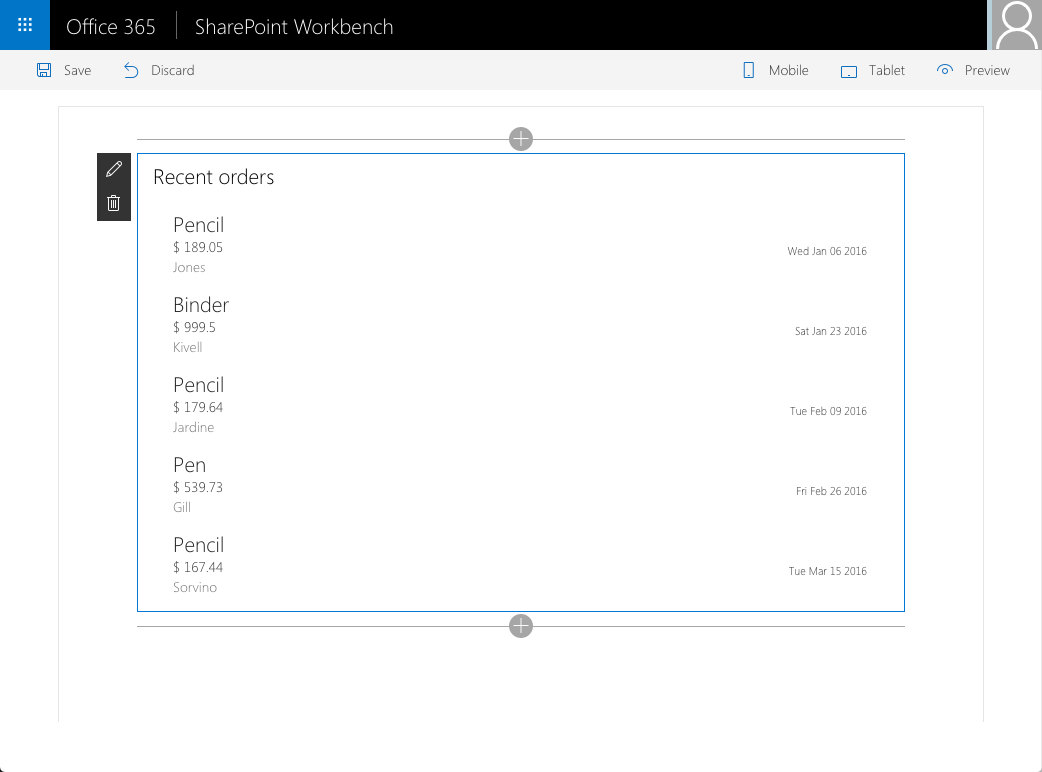 Office 365 SharePoint Workbench
Save Discard Mobile Tablet Preview
Recent orders
Pencil
$ 189.05
Wed Jan 06 2016
Jones
Binder
$ 999.5
Sat Jan 23 2016
Kivell
Pencil
$ 179.64
Tue Feb 09 2016
Jardine
Pen
$ 539.73
Fri Feb 26 2016
Gill
Pencil
$ 167.44
Tue Mar 15 2016
Sorvino